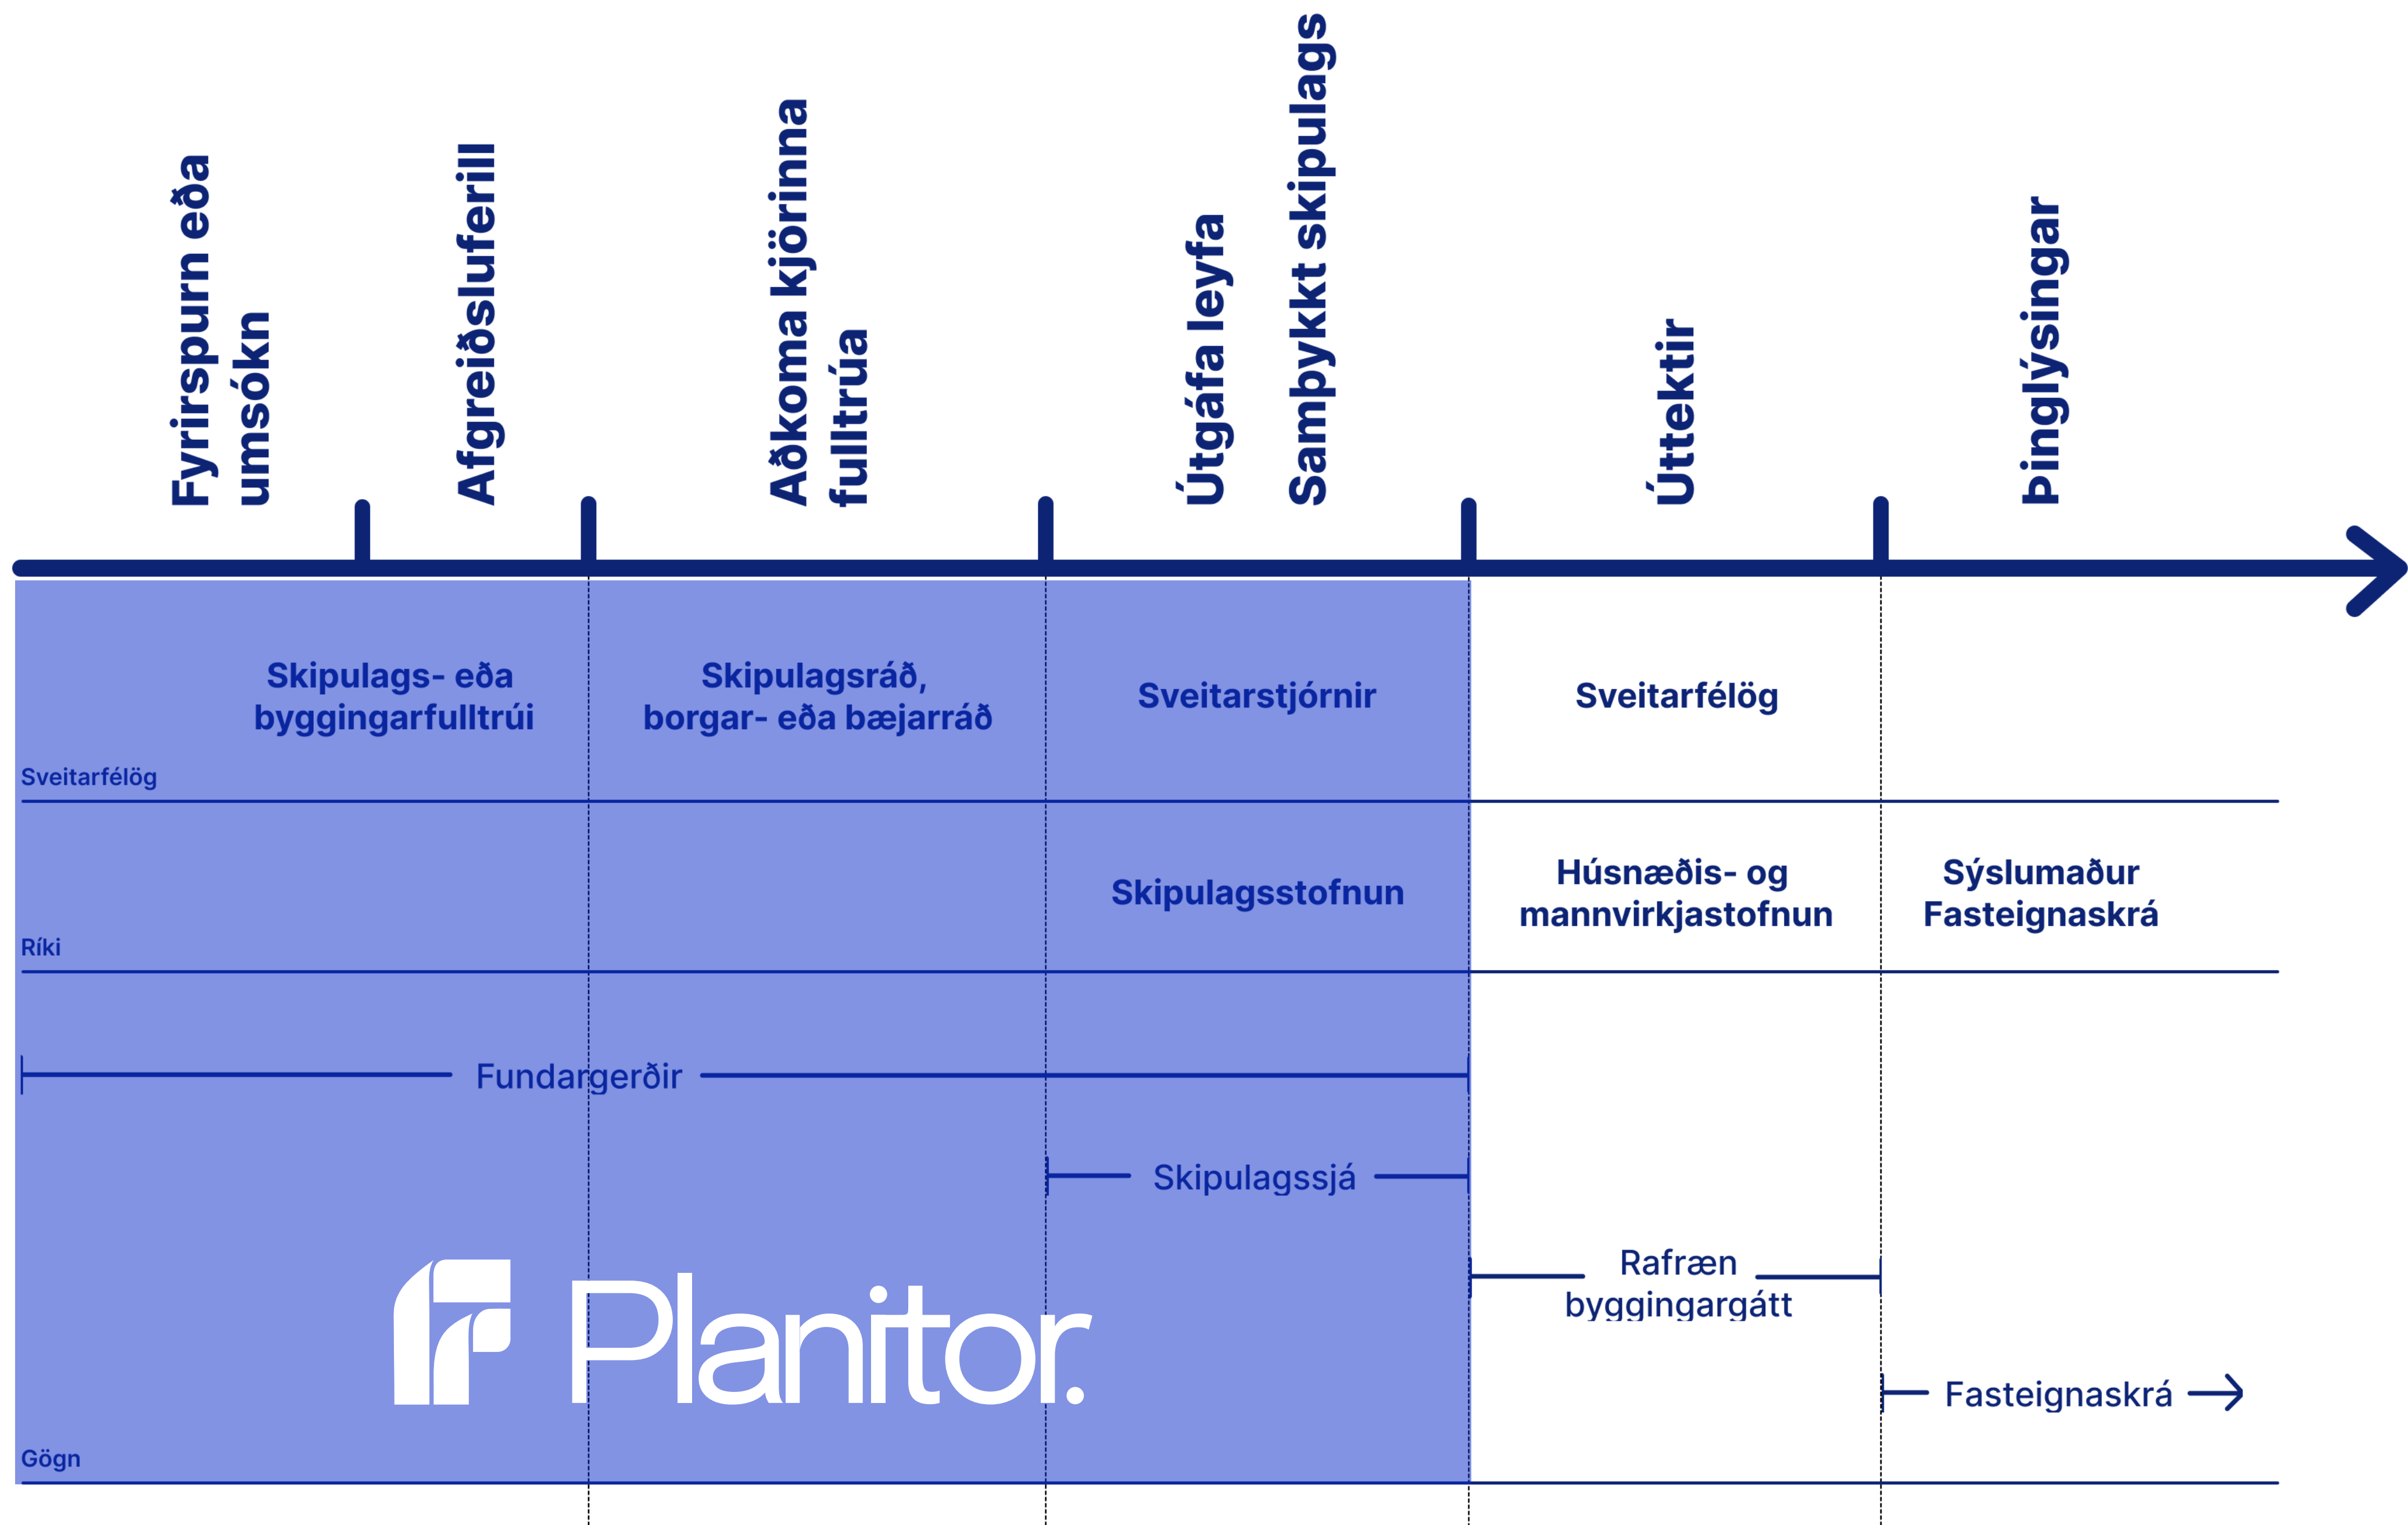 Fyrirspurn eða
umsókn
Afgreiðsluferill
Aðkoma kjörinna
fulltrúa
Útgáfa leyfa
Samþykkt skipulags
Úttektir
Þinglýsingar
Skipulags- eða
byggingarfulltrúi
Skipulagsráð,
borgar- eða bæjarráð
Sveitarstjórnir
Sveitarfélög
Sveitarfélög
Skipulagsstofnun
Húsnæðis- og
mannvirkjastofnun
Sýslumaður
Fasteignaskrá
Ríki
Fundargerðir
Skipulagssjá
Rafræn
byggingargátt
Planitor.
Fasteignaskrá
Gögn